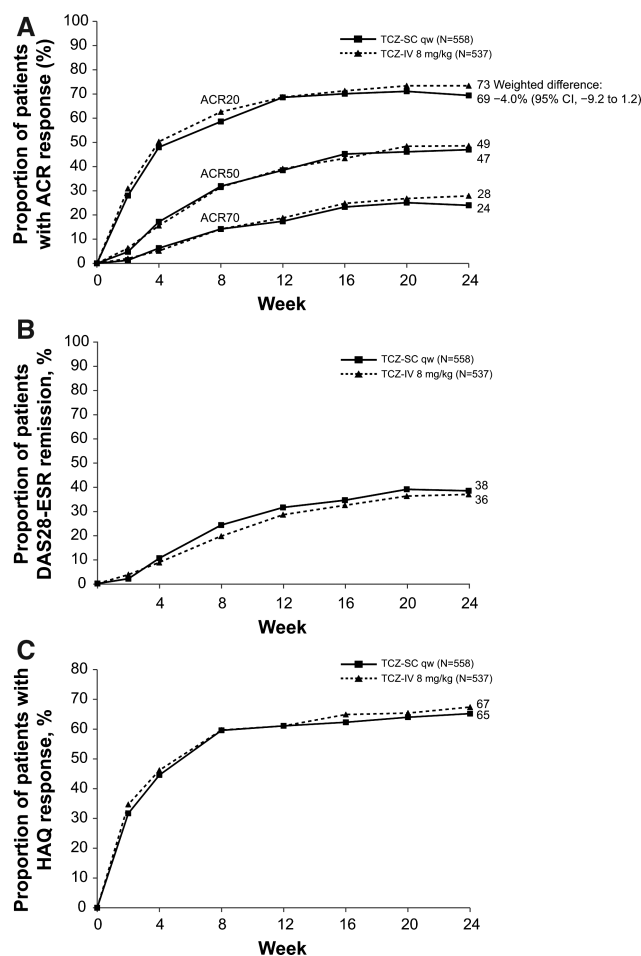 A
Proportion of patients
with ACR response (%)
100
90
80
70
60
50
40
30
20
10
0
TCZ-SC qw (N=558)
TCZ-IV 8 mg/kg (N=537)
ACR20
ACR50
ACR70
73 Weighted difference:
69 −4.0% (95% CI, −9.2 to 1.2)
49
47
28
24
0 4 8 12 16 20 24
Week
B
Proportion of patients
DAS28-ESR remission, %
100
90
80
70
60
50
40
30
20
10
0
TCZ-SC qw (N=558)
TCZ-IV 8 mg/kg (N=537)
38
36
4 8 12 16 20 24
Week
C
Proportion of patients with
HAQ response, %
80
70
60
50
40
30
20
10
0
TCZ-SC qw (N=558)
TCZ-IV 8 mg/kg (N=537)
67
65
0 4 8 12 16 20 24
Week